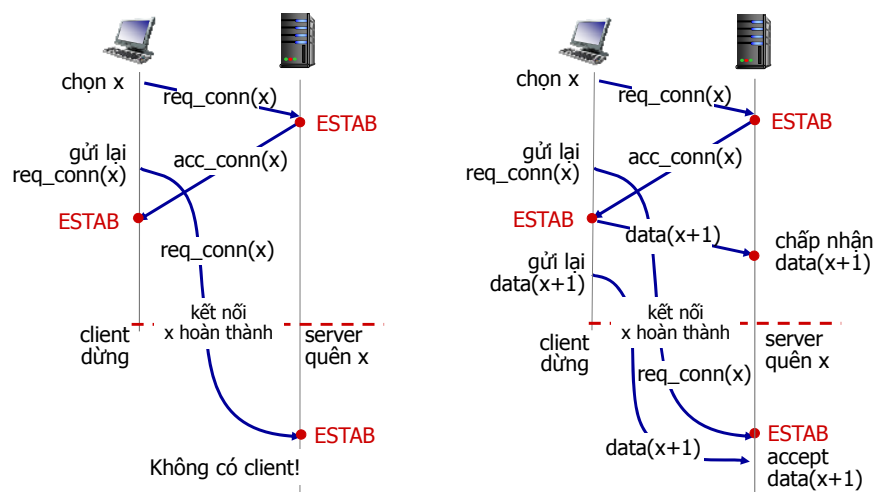 chọn x
req_conn(x)
ESTAB
gửi lại
req_conn(x)
acc_conn(x)
ESTAB
req_conn(x)
kết nối
x hoàn thành
client
dừng
server
quên x
ESTAB
Không có client!
chọn x
req_conn(x)
ESTAB
gửi lại
req_conn(x)
acc_conn(x)
ESTAB
data(x+1)
chấp nhận
data(x+1)
gửi lại
data(x+1)
kết nối
x hoàn thành
client
dừng
server
quên x
req_conn(x)
ESTAB
data(x+1)
accept
data(x+1)